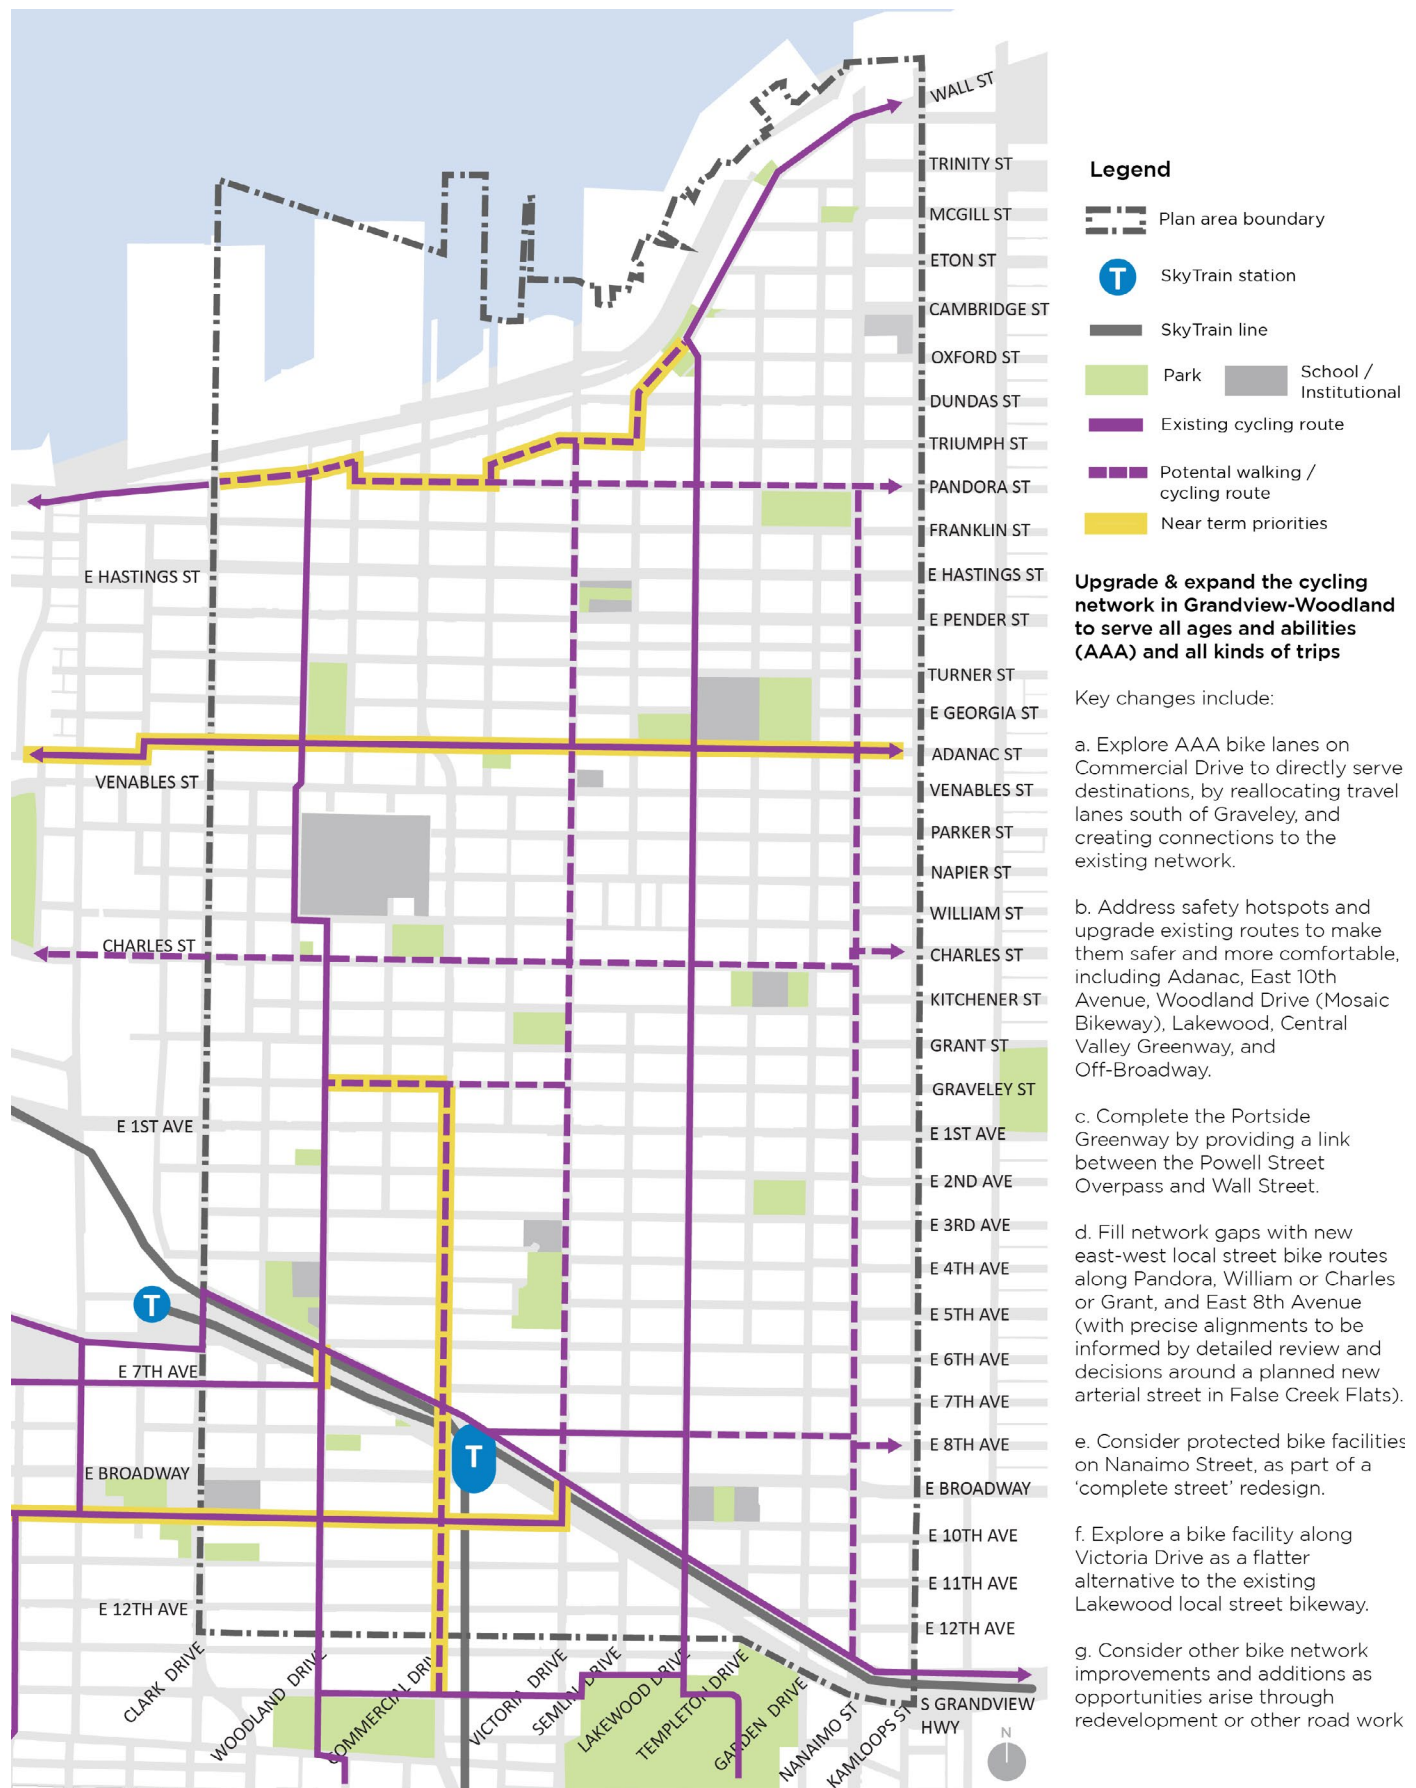 WALL ST
TRINITY ST
MCGILL ST
ETON ST
CAMBRIDGE ST
OXFORD ST
DUNDAS ST
TRIUMPH ST
PANDORA ST
FRANKLIN ST
E HASTINGS ST
E HASTINGS ST
E PENDER ST
TURNER ST
E GEORGIA ST
ADANAC ST
VENABLES ST
VENABLES ST
PARKER ST
NAPIER ST
WILLIAM ST
CHARLES ST
CHARLES ST
KITCHENER ST
GRANT ST
GRAVELEY ST
E 1ST AVE
E 1ST AVE
E 2ND AVE
E 3RD AVE
E 4TH AVE
T
E 5TH AVE
E 6TH AVE
E 7TH AVE
E 7TH AVE
E 8TH AVE
T
E BROADWAY
E BROADWAY
E 10TH AVE
E 11TH AVE
E 12TH AVE
E 12TH AVE
CLARK DRIVE
WOODLAND DRIVE
COMMERCIAL DRIVE
VICTORIA DRIVE
SEMLIN DRIVE
LAKEWOOD DRIVE
TEMPLETON DRIVE
GARDEN DRIVE
NANAIMO ST
KAMLOOPS ST
S GRANDVIEW
HWY
N
Legend
Plan area boundary
T SkyTrain station
SkyTrain line
Park
School /
Institutional
Existing cycling route
Potental walking /
cycling route
Near term priorities
Upgrade & expand the cycling
network in Grandview-Woodland
to serve all ages and abilities
(AAA) and all kinds of trips
Key changes include:
a. Explore AAA bike lanes on
Commercial Drive to directly serve
destinations, by reallocating travel
lanes south of Graveley, and
creating connections to the
existing network.
b. Address safety hotspots and
upgrade existing routes to make
them safer and more comfortable,
including Adanac, East 10th
Avenue, Woodland Drive (Mosaic
Bikeway), Lakewood, Central
Valley Greenway, and
Off-Broadway.
c. Complete the Portside
Greenway by providing a link
between the Powell Street
Overpass and Wall Street.
d. Fill network gaps with new
east-west local street bike routes
along Pandora, William or Charles
or Grant, and East 8th Avenue
(with precise alignments to be
informed by detailed review and
decisions around a planned new
arterial street in False Creek Flats).
e. Consider protected bike facilities
on Nanaimo Street, as part of a
‘complete street’ redesign.
f. Explore a bike facility along
Victoria Drive as a flatter
alternative to the existing
Lakewood local street bikeway.
g. Consider other bike network
improvements and additions as
opportunities arise through
redevelopment or other road work